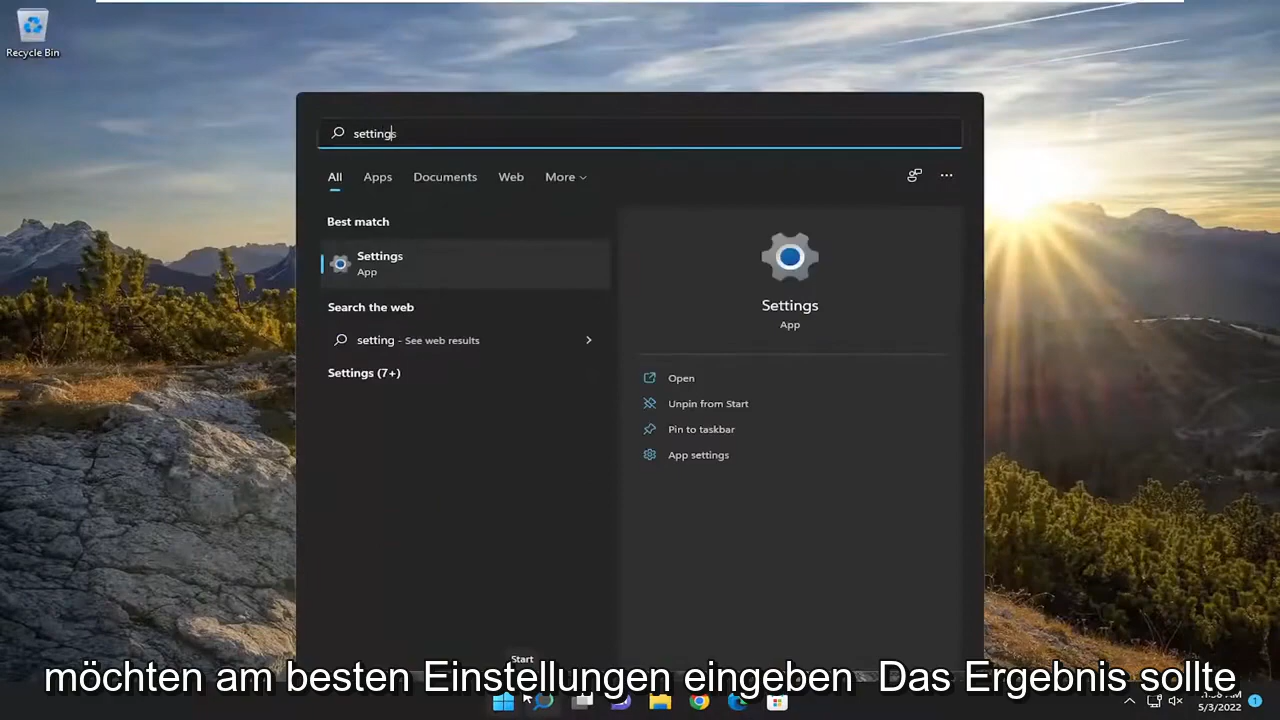 Recycle Bin
settings
All Apps Documents Web More
Best match
Settings
App
Search the web
setting - See web results
Settings (7+)
Settings
App
Open
Unpin from Start
Pin to taskbar
App settings
Start
möchten am besten Einstellungen eingeben Das Ergebnis sollte
5/3/2022
1